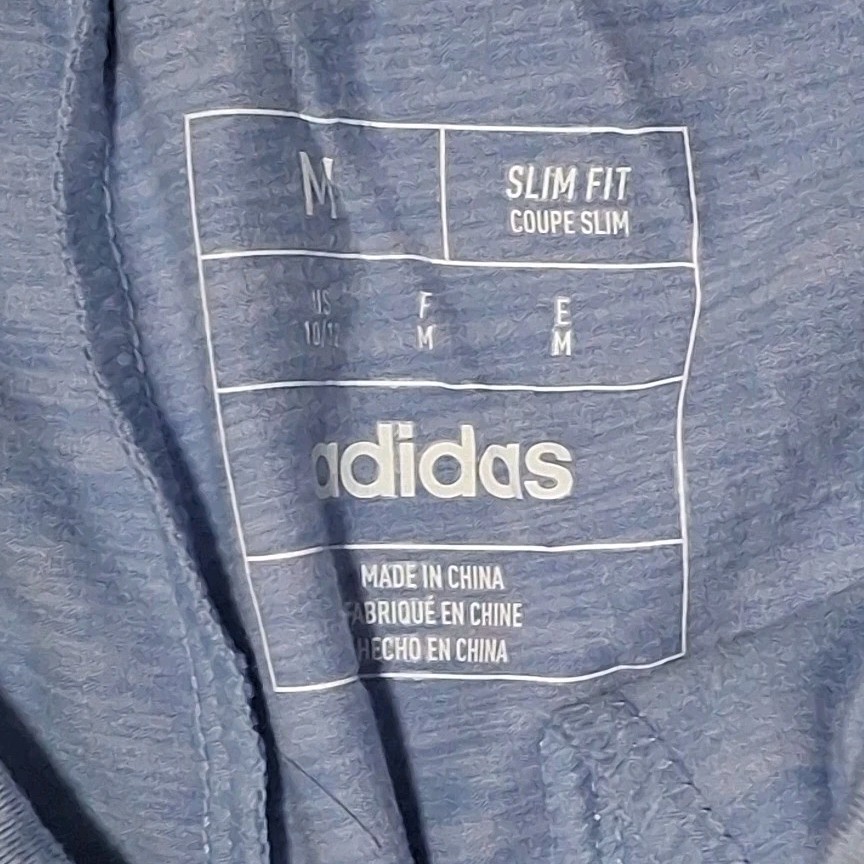 M
SLIM FIT
COUPE SLIM
US F E
10/12 M M
adidas
MADE IN CHINA
FABRIQUÉ EN CHINE
HECHO EN CHINA